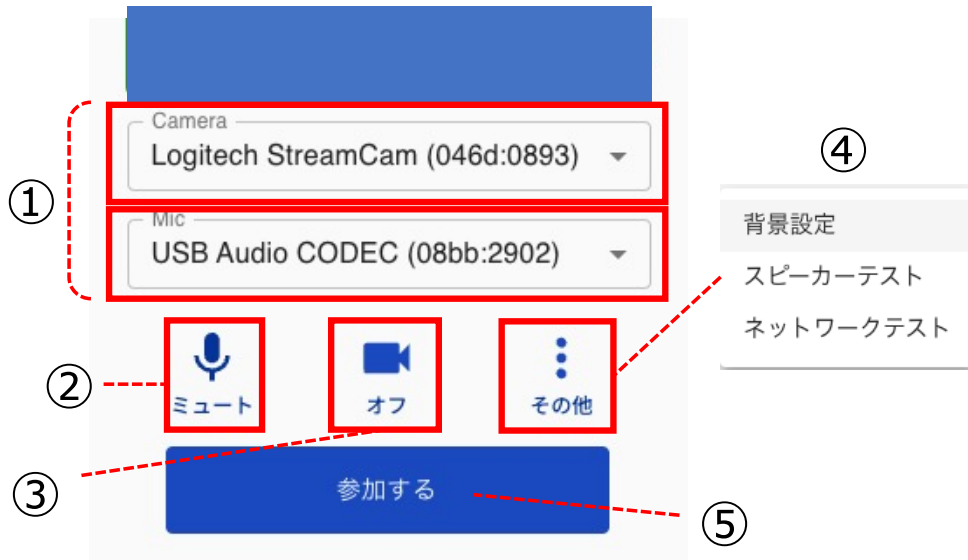 Camera
Logitech StreamCam (046d:0893)
①
Mic
USB Audio CODEC (08bb:2902)
④
背景設定
スピーカーテスト
ネットワークテスト
②
ミュート
オフ
その他
③
参加する
⑤